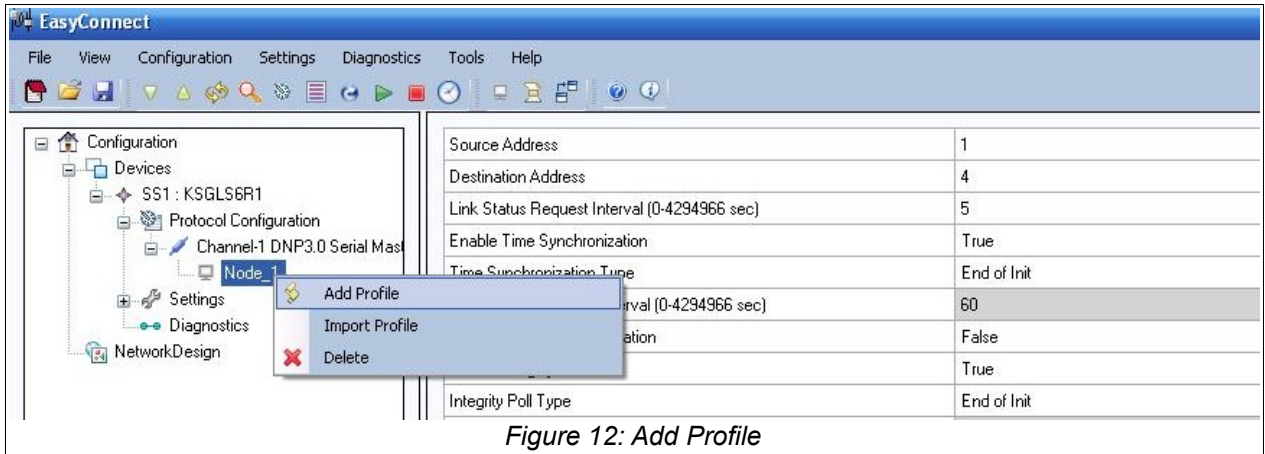 EasyConnect
File View Configuration Settings Diagnostics Tools Help
Configuration
Devices
SS1 : KSGLS6R1
Protocol Configuration
Channel-1 DNP3.0 Serial Mast
Node_1
Settings
Diagnostics
NetworkDesign
Add Profile
Import Profile
Delete
Source Address 1
Destination Address 4
Link Status Request Interval (0-4294966 sec) 5
Enable Time Synchronization True
Time Synchronization Type End of Init
rval (0-4294966 sec) 60
ation False
True
Integrity Poll Type End of Init
Figure 12: Add Profile